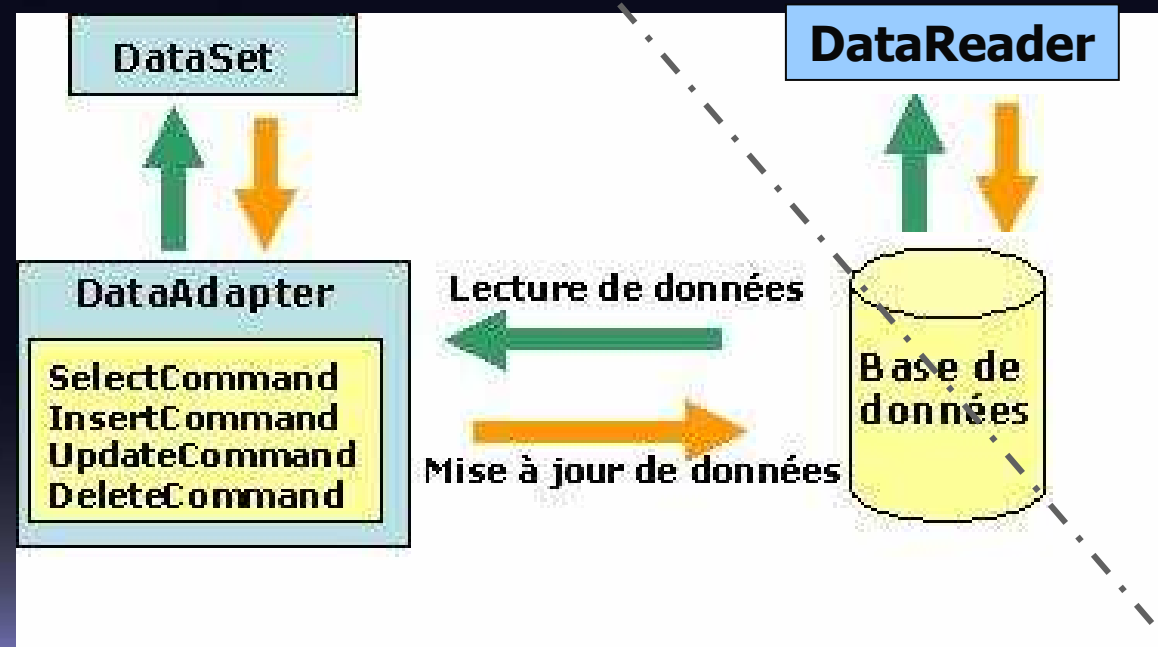 DataSet
DataReader
DataAdapter
SelectCommand
InsertCommand
UpdateCommand
DeleteCommand
Lecture de données
Mise à jour de données
Base de
données